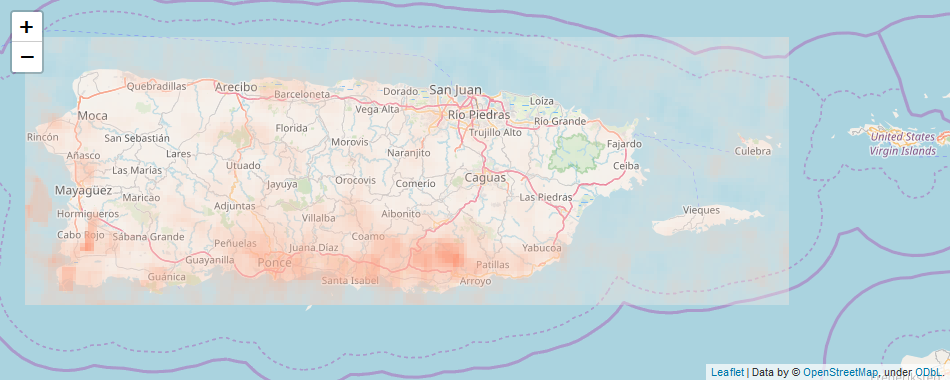 +
−
Quebradillas
Arecibo
Barceloneta
Dorado
San Juan
Vega Alta
Loíza
Moca
Río Piedras
Río Grande
Rincón
San Sebastián
Florida
Morovis
Trujillo Alto
Fajardo
Culebra
United States
Virgin Islands
Añasco
Lares
Naranjito
Utuado
Ceiba
Las Marías
Mayagüez
Jayuya
Orocovis
Comerio
Caguas
Maricao
Las Piedras
Adjuntas
Hormigueros
Villalba
Aibonito
Vieques
Cabo Rojo
Sábana Grande
Peñuelas
Juana Díaz
Coamo
Yabucoa
Guayanilla
Ponce
Patillas
Guánica
Santa Isabel
Arroyo
Leaflet | Data by © OpenStreetMap, under ODbL.